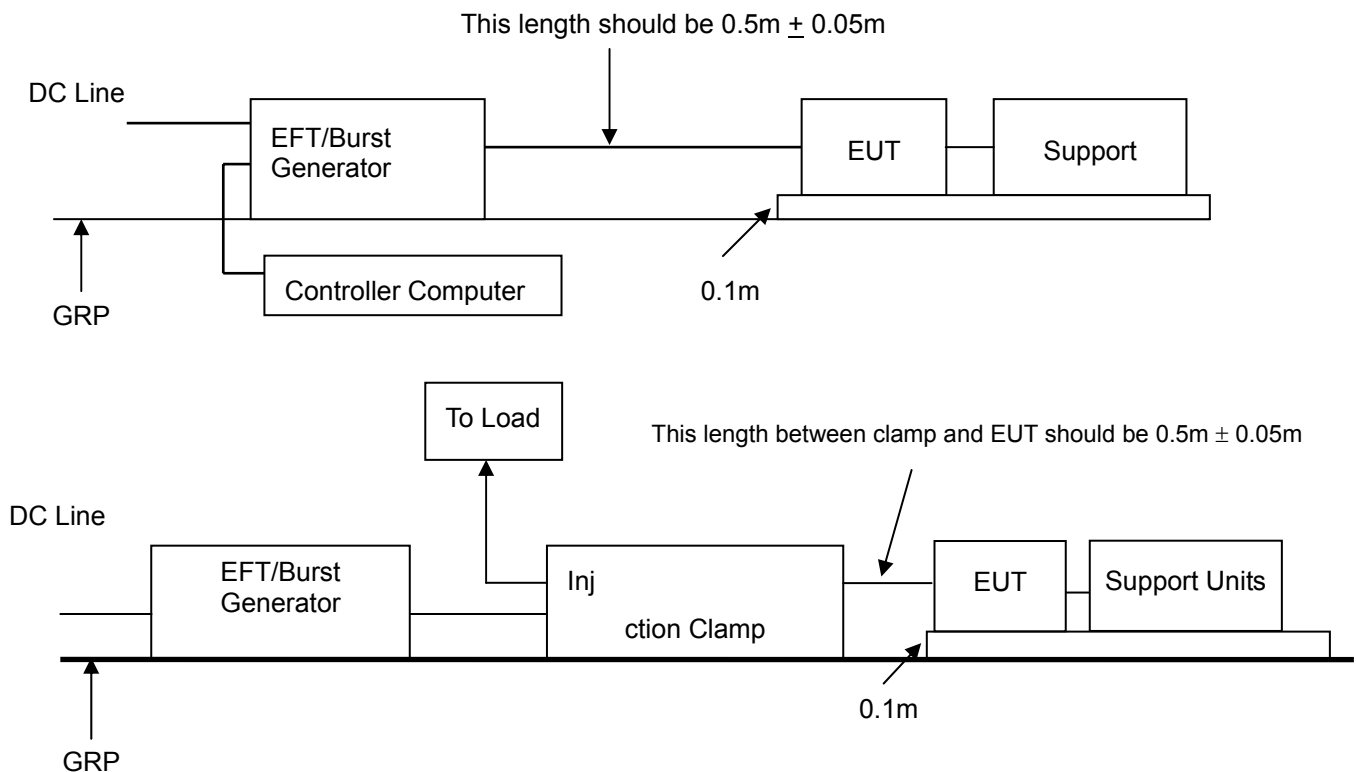 This length should be 0.5m ± 0.05m
DC Line
EFT/Burst
Generator
EUT
Support
Controller Computer
0.1m
GRP
To Load
This length between clamp and EUT should be 0.5m ± 0.05m
DC Line
EFT/Burst
Generator
Inj
ction Clamp
EUT
Support Units
0.1m
GRP